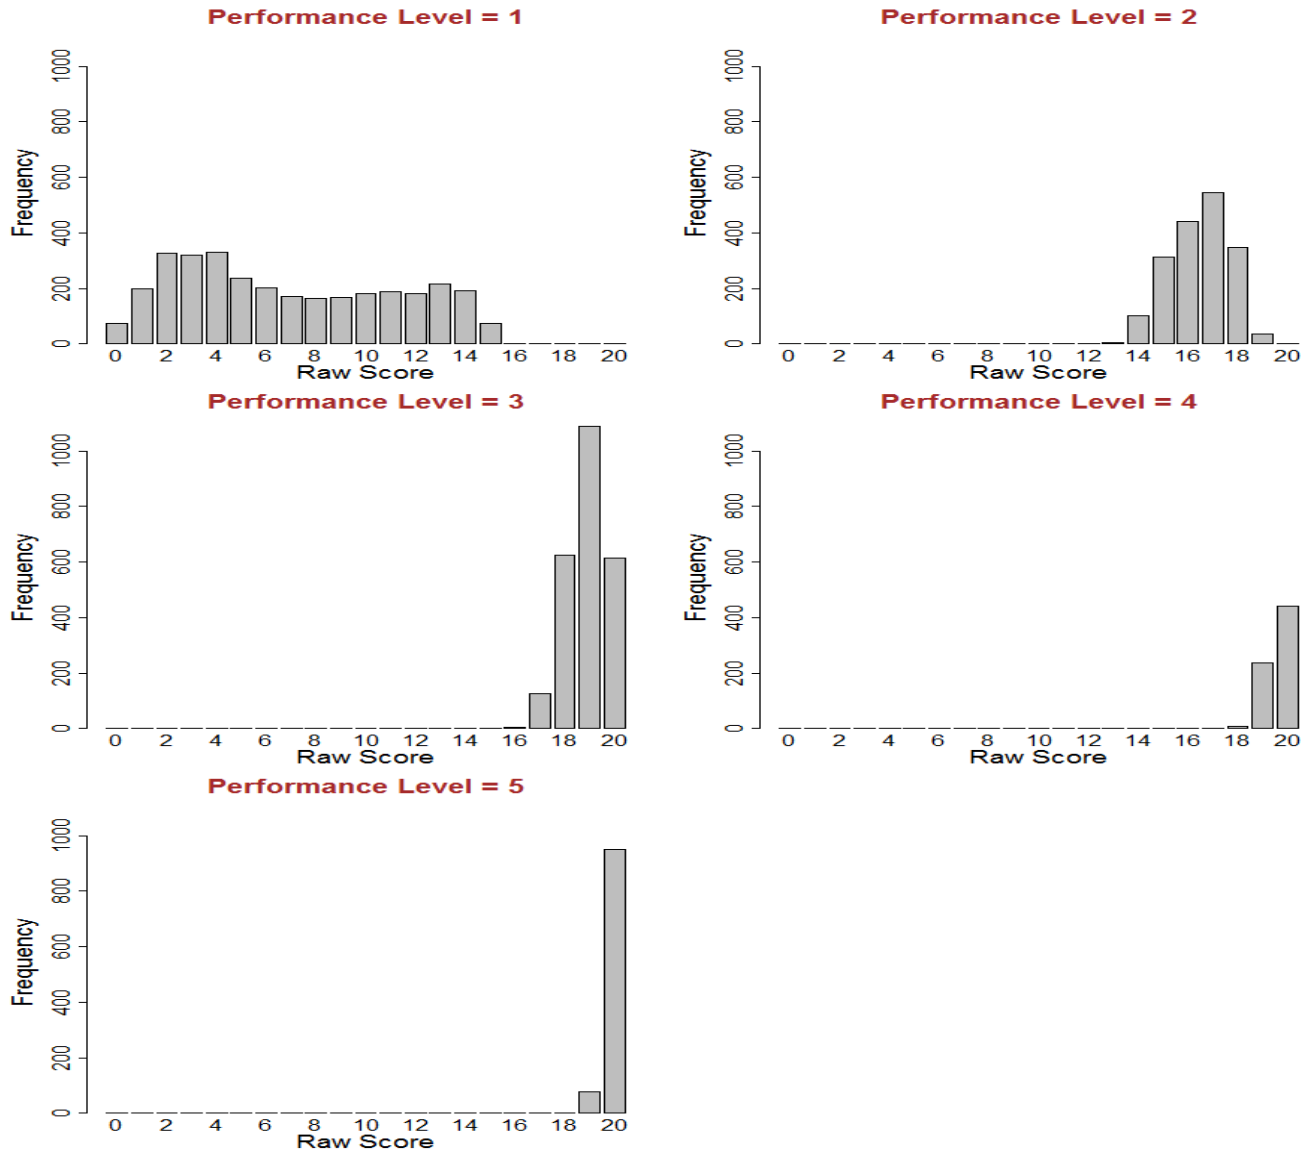 Performance Level = 1
Frequency
0 200 400 600 800 1000
0 2 4 6 8 10 12 14 16 18 20
Raw Score
Performance Level = 2
Frequency
0 200 400 600 800 1000
0 2 4 6 8 10 12 14 16 18 20
Raw Score
Performance Level = 3
Frequency
0 200 400 600 800 1000
0 2 4 6 8 10 12 14 16 18 20
Raw Score
Performance Level = 4
Frequency
0 200 400 600 800 1000
0 2 4 6 8 10 12 14 16 18 20
Raw Score
Performance Level = 5
Frequency
0 200 400 600 800 1000
0 2 4 6 8 10 12 14 16 18 20
Raw Score